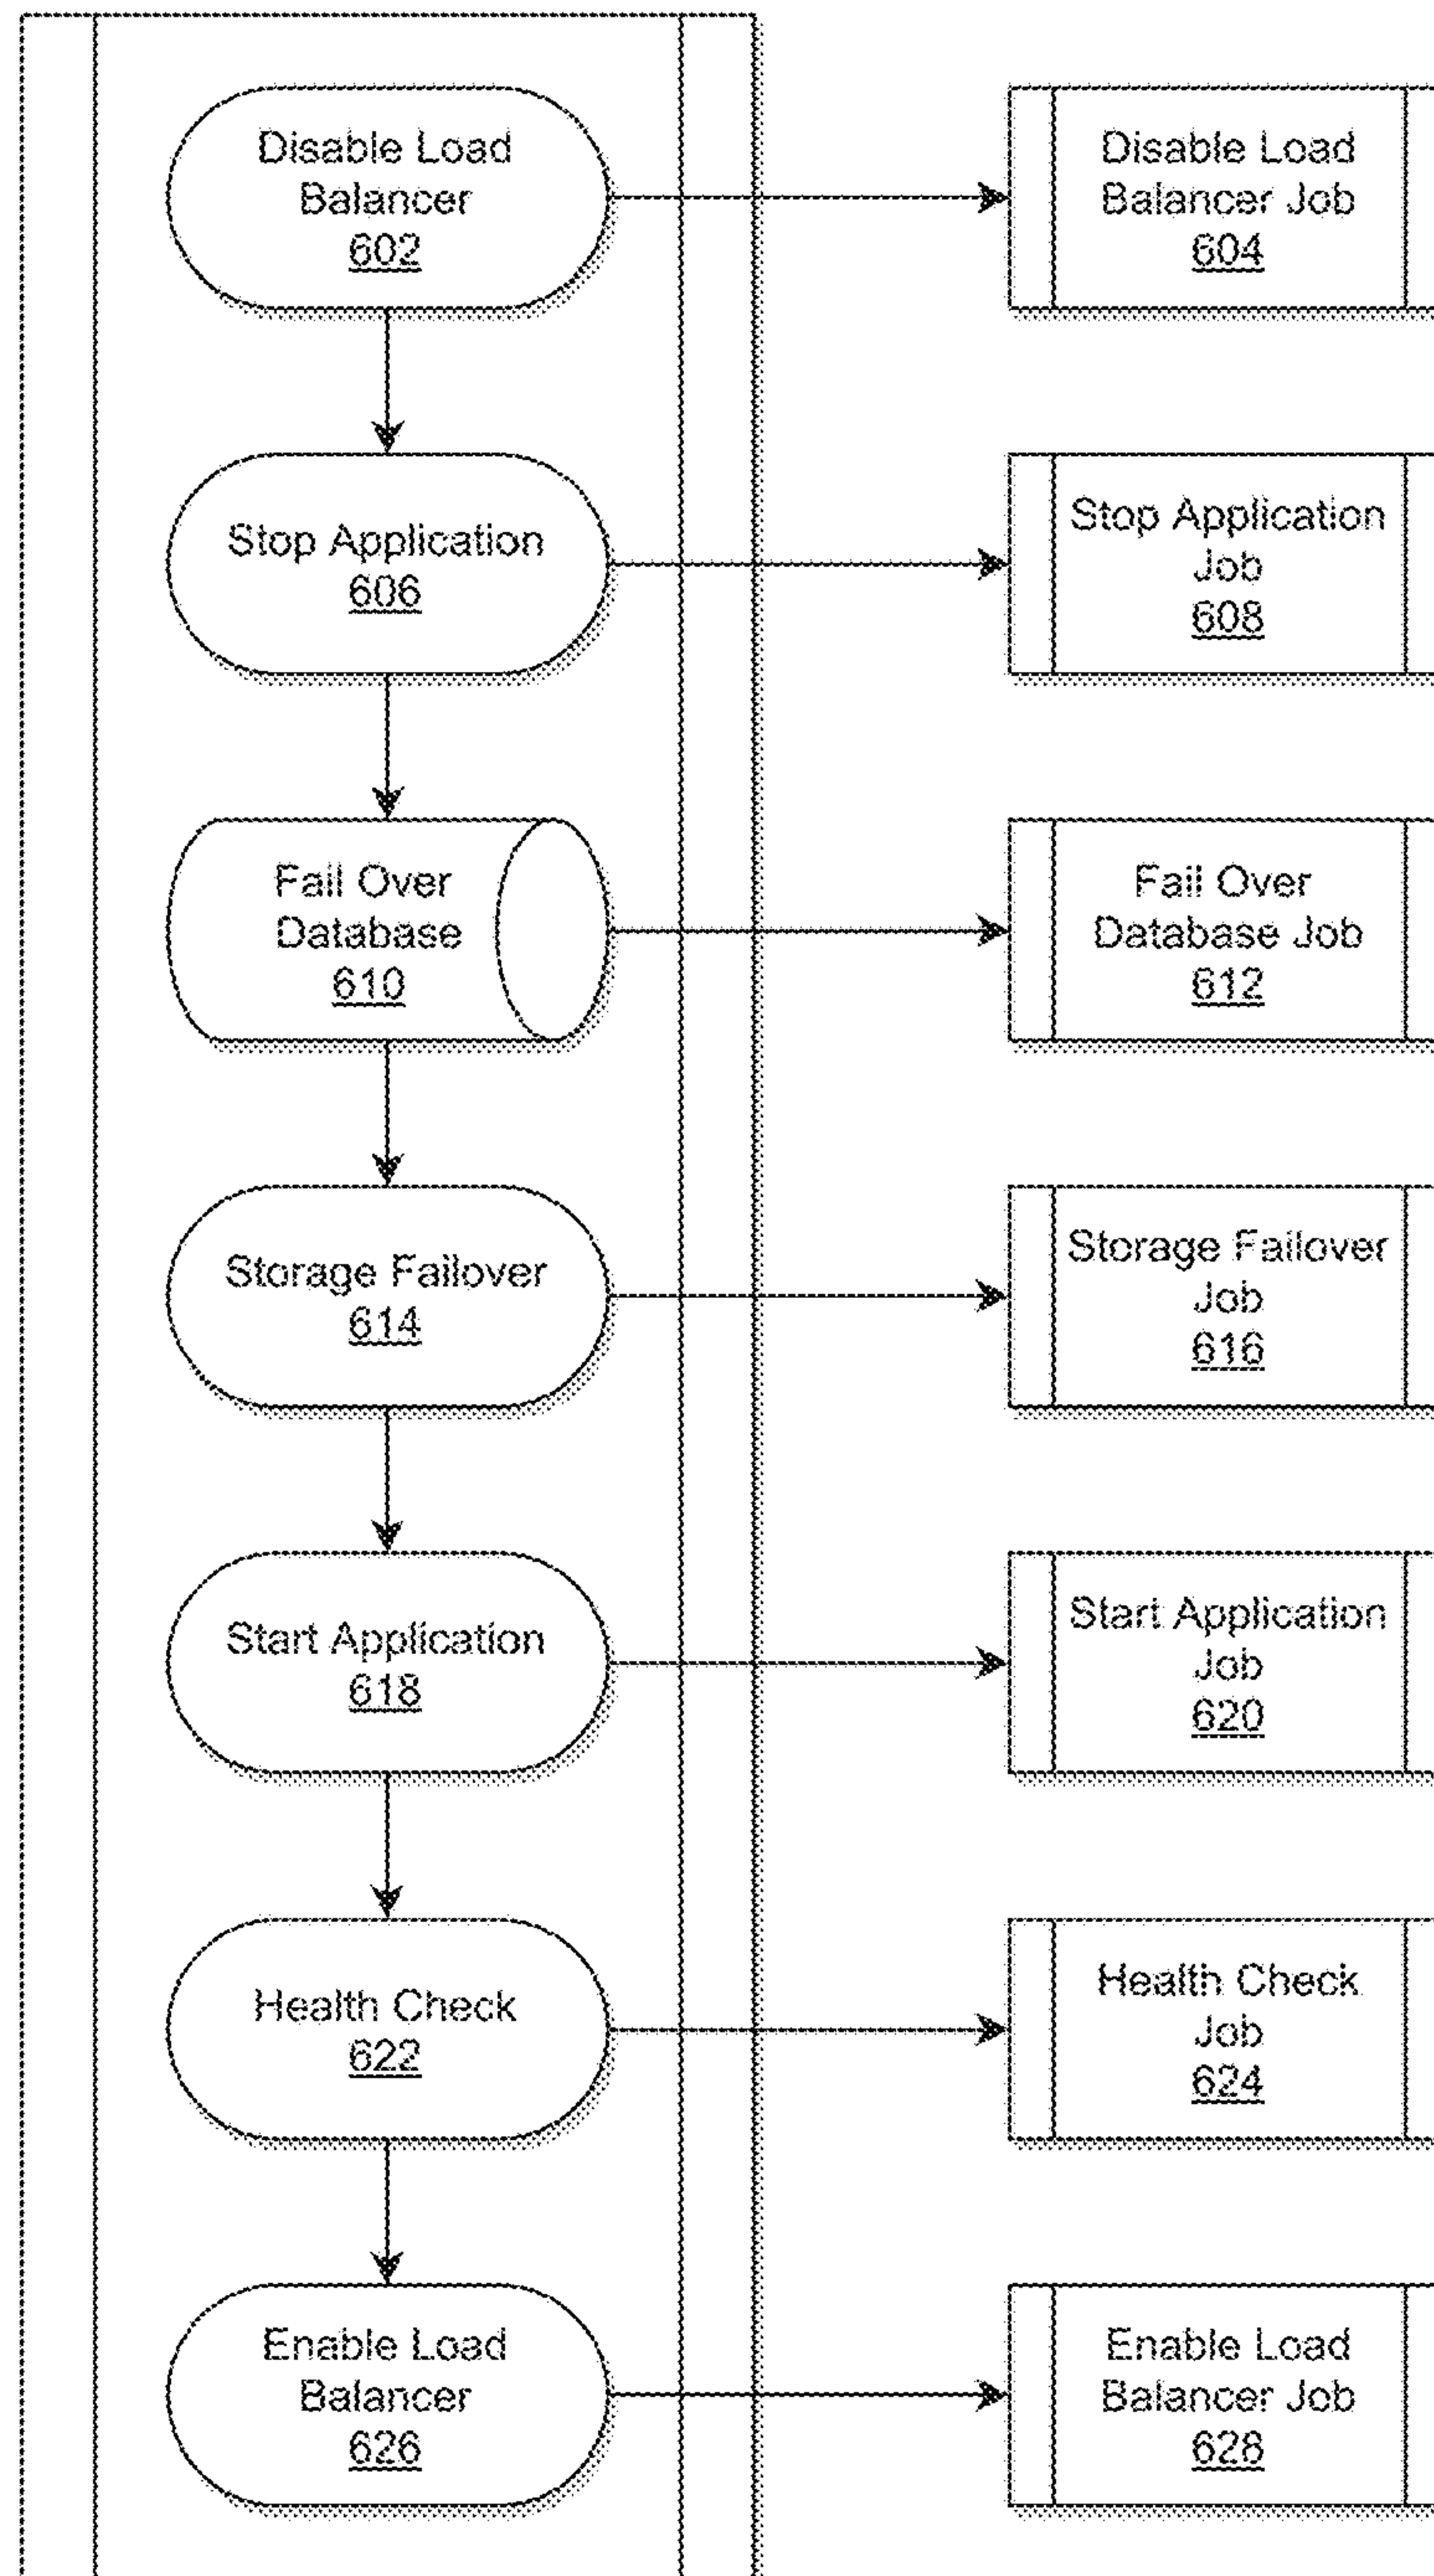 Disable Load
Balancer
602
Disable Load
Balancer Job
604
Stop Application
606
Stop Application
Job
608
Fail Over
Database
610
Fail Over
Database Job
612
Storage Failover
614
Storage Failover
Job
616
Start Application
618
Start Application
Job
620
Health Check
622
Health Check
Job
624
Enable Load
Balancer
626
Enable Load
Balancer Job
628